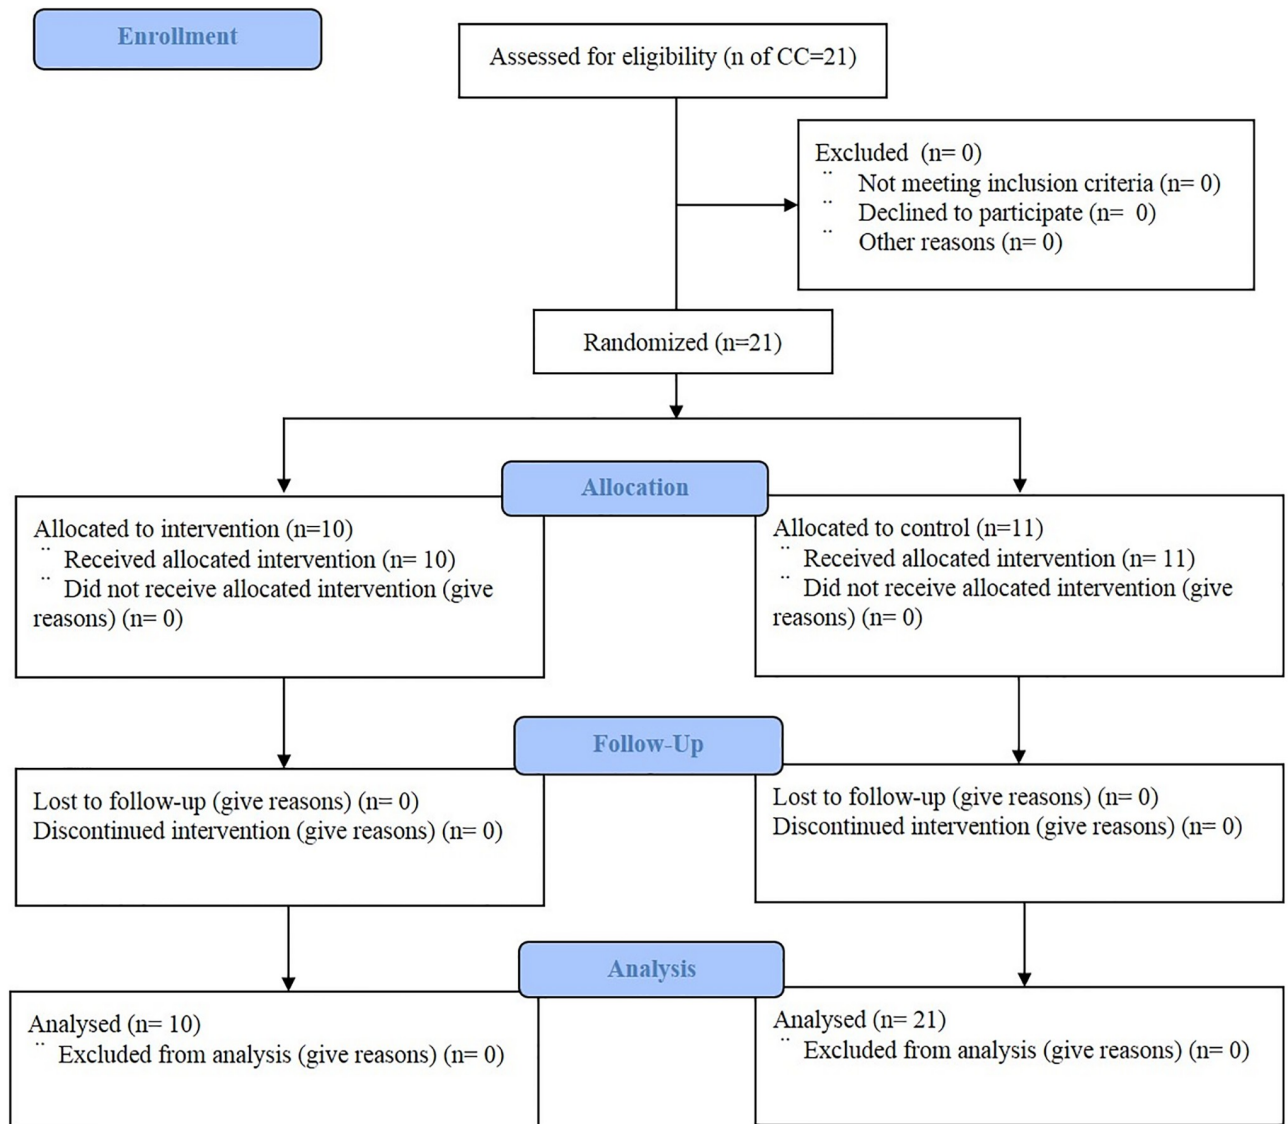 Enrollment
Assessed for eligibility (n of CC=21)
Excluded  (n= 0)
¨ Not meeting inclusion criteria (n= 0)
¨ Declined to participate (n=  0)
¨ Other reasons (n= 0)
Randomized (n=21)
Allocation
Allocated to intervention (n=10)
¨ Received allocated intervention (n= 10)
¨ Did not receive allocated intervention (give
reasons) (n= 0)
Allocated to control (n=11)
¨ Received allocated intervention (n= 11)
¨ Did not receive allocated intervention (give
reasons) (n= 0)
Follow-Up
Lost to follow-up (give reasons) (n= 0)
Discontinued intervention (give reasons) (n= 0)
Lost to follow-up (give reasons) (n= 0)
Discontinued intervention (give reasons) (n= 0)
Analysis
Analysed (n= 10)
¨ Excluded from analysis (give reasons) (n= 0)
Analysed (n= 21)
¨ Excluded from analysis (give reasons) (n= 0)